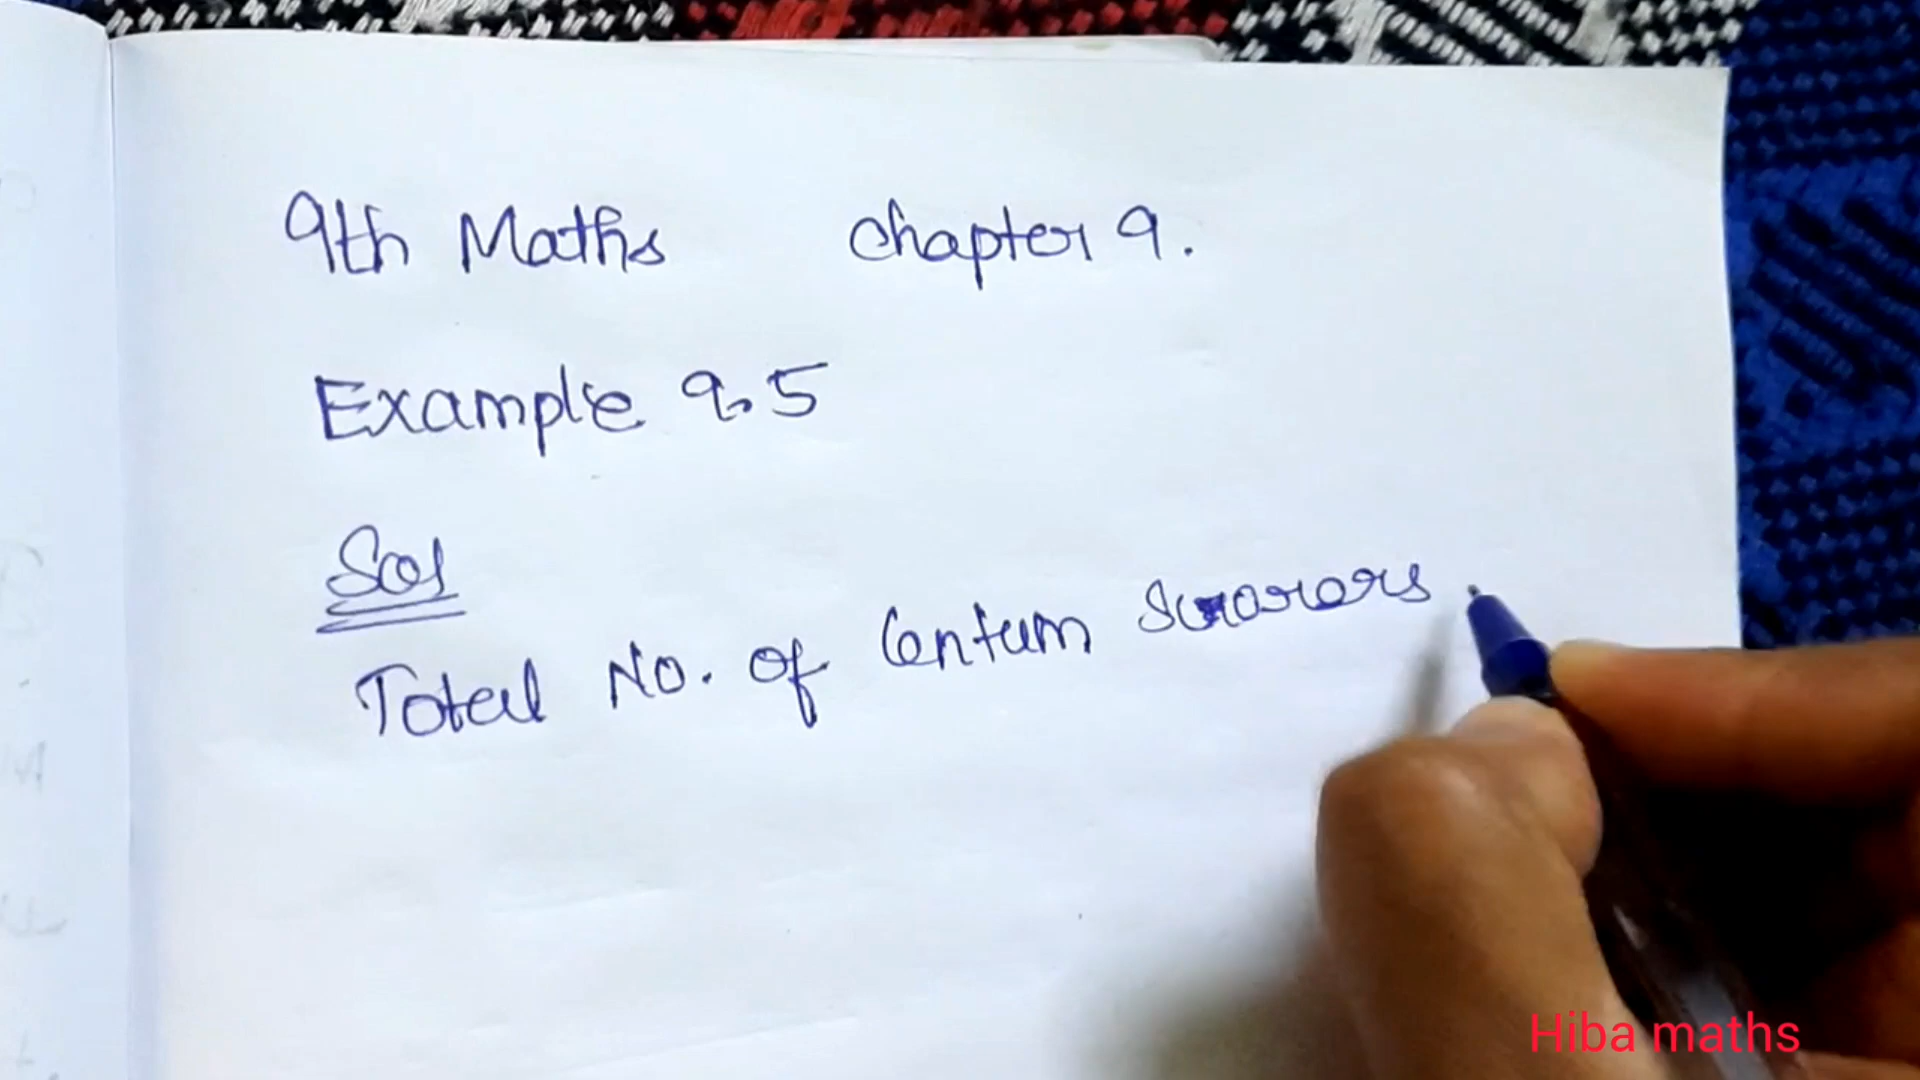 9th Maths chapter 9.
Example 9.5
Sol
Total No. of Centum Scorers
Hiba maths